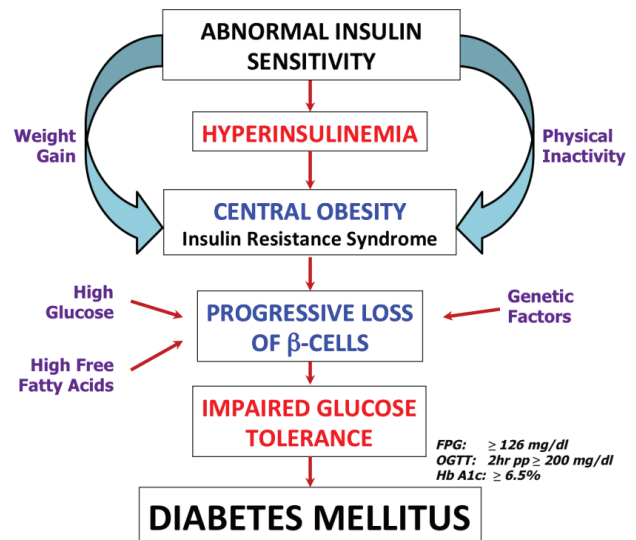 ABNORMAL INSULIN
SENSITIVITY
Weight
Gain
HYPERINSULINEMIA
Physical
Inactivity
CENTRAL OBESITY
Insulin Resistance Syndrome
High
Glucose
PROGRESSIVE LOSS
OF β-CELLS
Genetic
Factors
High Free
Fatty Acids
IMPAIRED GLUCOSE
TOLERANCE
FPG: ≥ 126 mg/dl
OGTT: 2hr pp ≥ 200 mg/dl
Hb A1c: ≥ 6.5%
DIABETES MELLITUS